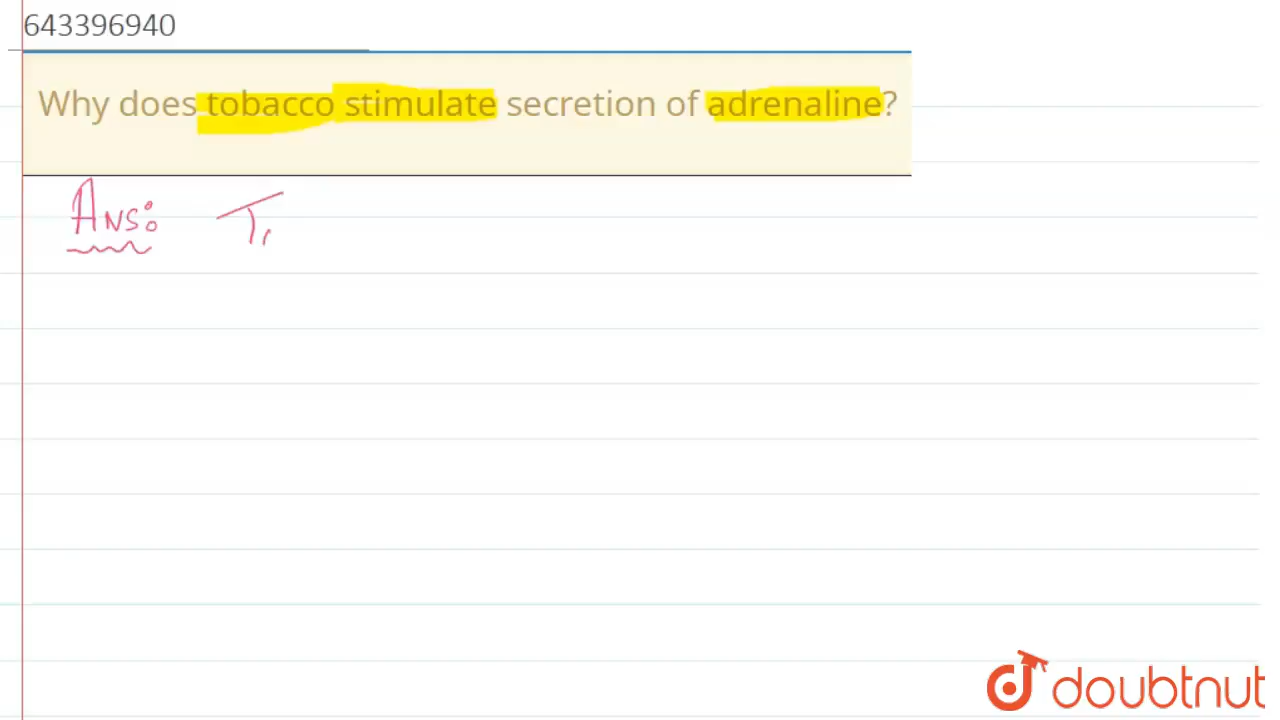 643396940
Why does tobacco stimulate secretion of adrenaline?
Ans: T
doubtnut